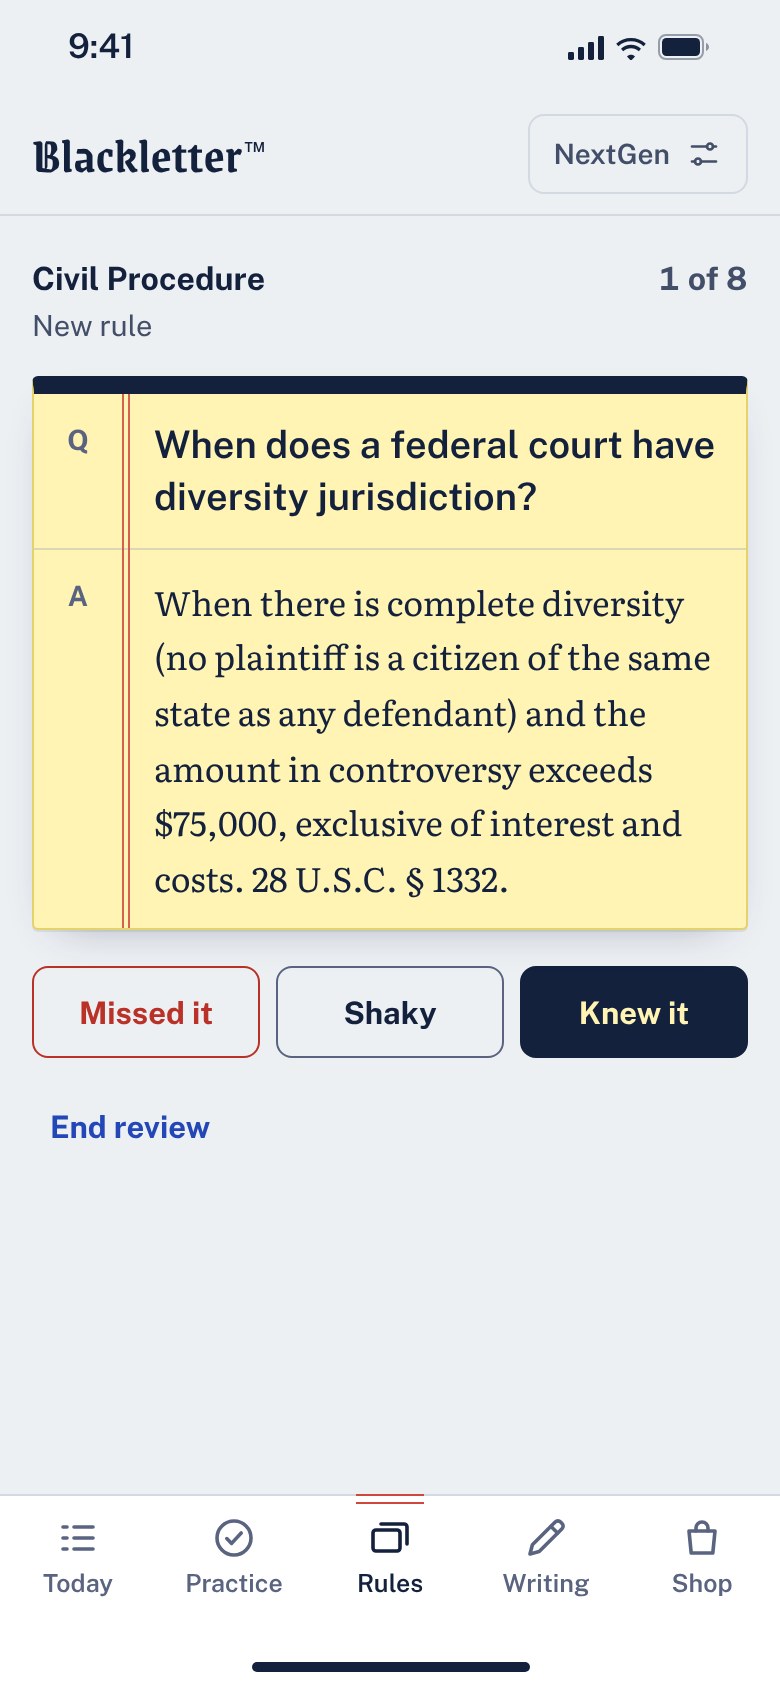 9:41
Blackletter™
NextGen
Civil Procedure
1 of 8
New rule
Q
When does a federal court have
diversity jurisdiction?
A
When there is complete diversity
(no plaintiff is a citizen of the same
state as any defendant) and the
amount in controversy exceeds
$75,000, exclusive of interest and
costs. 28 U.S.C. § 1332.
Missed it
Shaky
Knew it
End review
Today
Practice
Rules
Writing
Shop